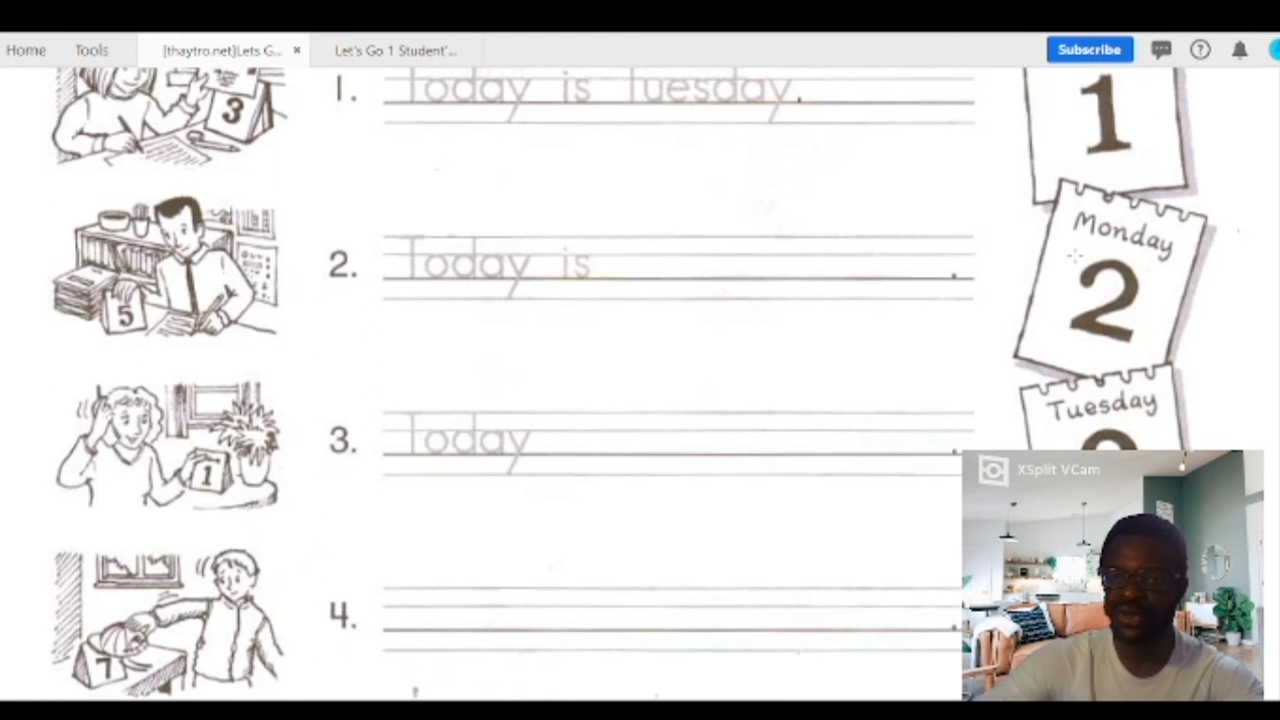 Home Tools [thaytro.net]Lets G... × Let's Go 1 Student'... Subscribe
1. Today is Tuesday.
3
1
Monday
2
2. Today is .
5
Tuesday
3. Today .
1
XSplit VCam
4. .
7